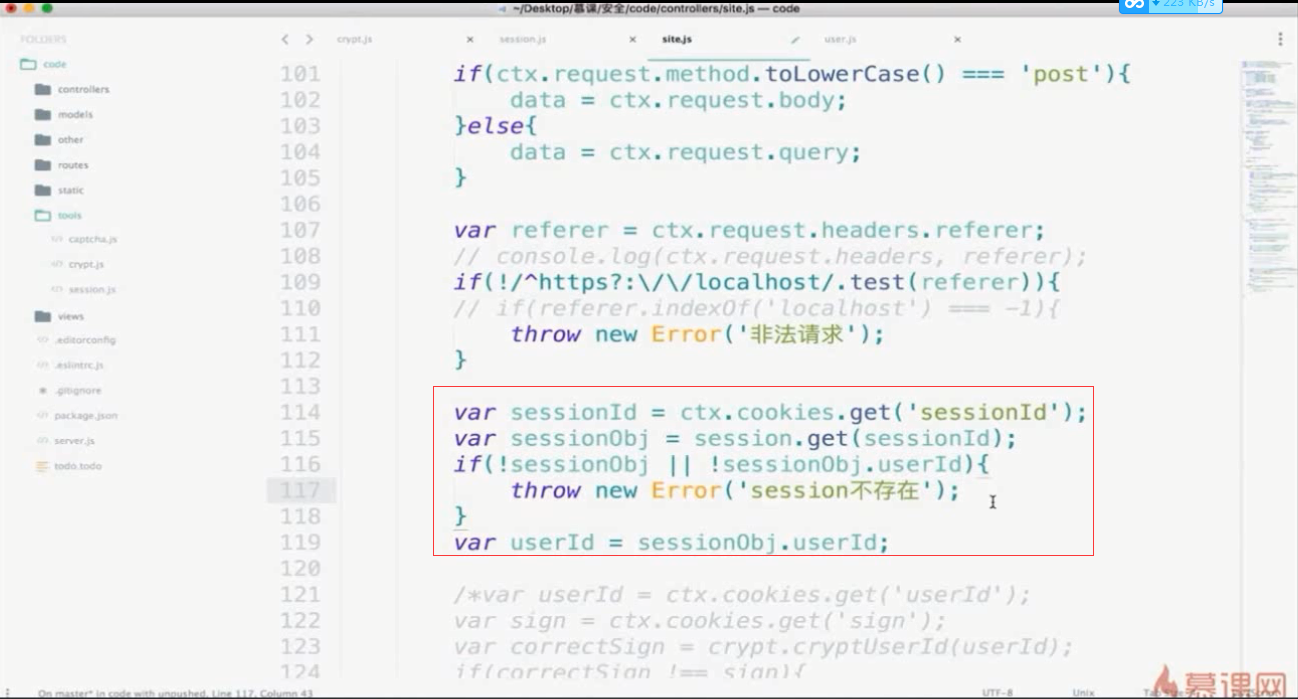 ~/Desktop/慕课/安全/code/controllers/site.js — code
223 KB/s
FOLDERS
code
controllers
models
other
routes
static
tools
captcha.js
crypt.js
session.js
views
.editorconfig
.eslintrc.js
.gitignore
package.json
server.js
todo.todo
crypt.js
session.js
site.js
user.js
101 if(ctx.request.method.toLowerCase() === 'post'){
102 data = ctx.request.body;
103 }else{
104 data = ctx.request.query;
105 }
106
107 var referer = ctx.request.headers.referer;
108 // console.log(ctx.request.headers, referer);
109 if(!/^https?:\/\/localhost/.test(referer)){
110 // if(referer.indexOf('localhost') === -1){
111 throw new Error('非法请求');
112 }
113
114 var sessionId = ctx.cookies.get('sessionId');
115 var sessionObj = session.get(sessionId);
116 if(!sessionObj || !sessionObj.userId){
117 throw new Error('session不存在');
118 }
119 var userId = sessionObj.userId;
120
121 /*var userId = ctx.cookies.get('userId');
122 var sign = ctx.cookies.get('sign');
123 var correctSign = crypt.cryptUserId(userId);
124 if(correctSign !== sign){
On master* in code with unpushed, Line 117, Column 43
UTF-8
Unix
慕课网